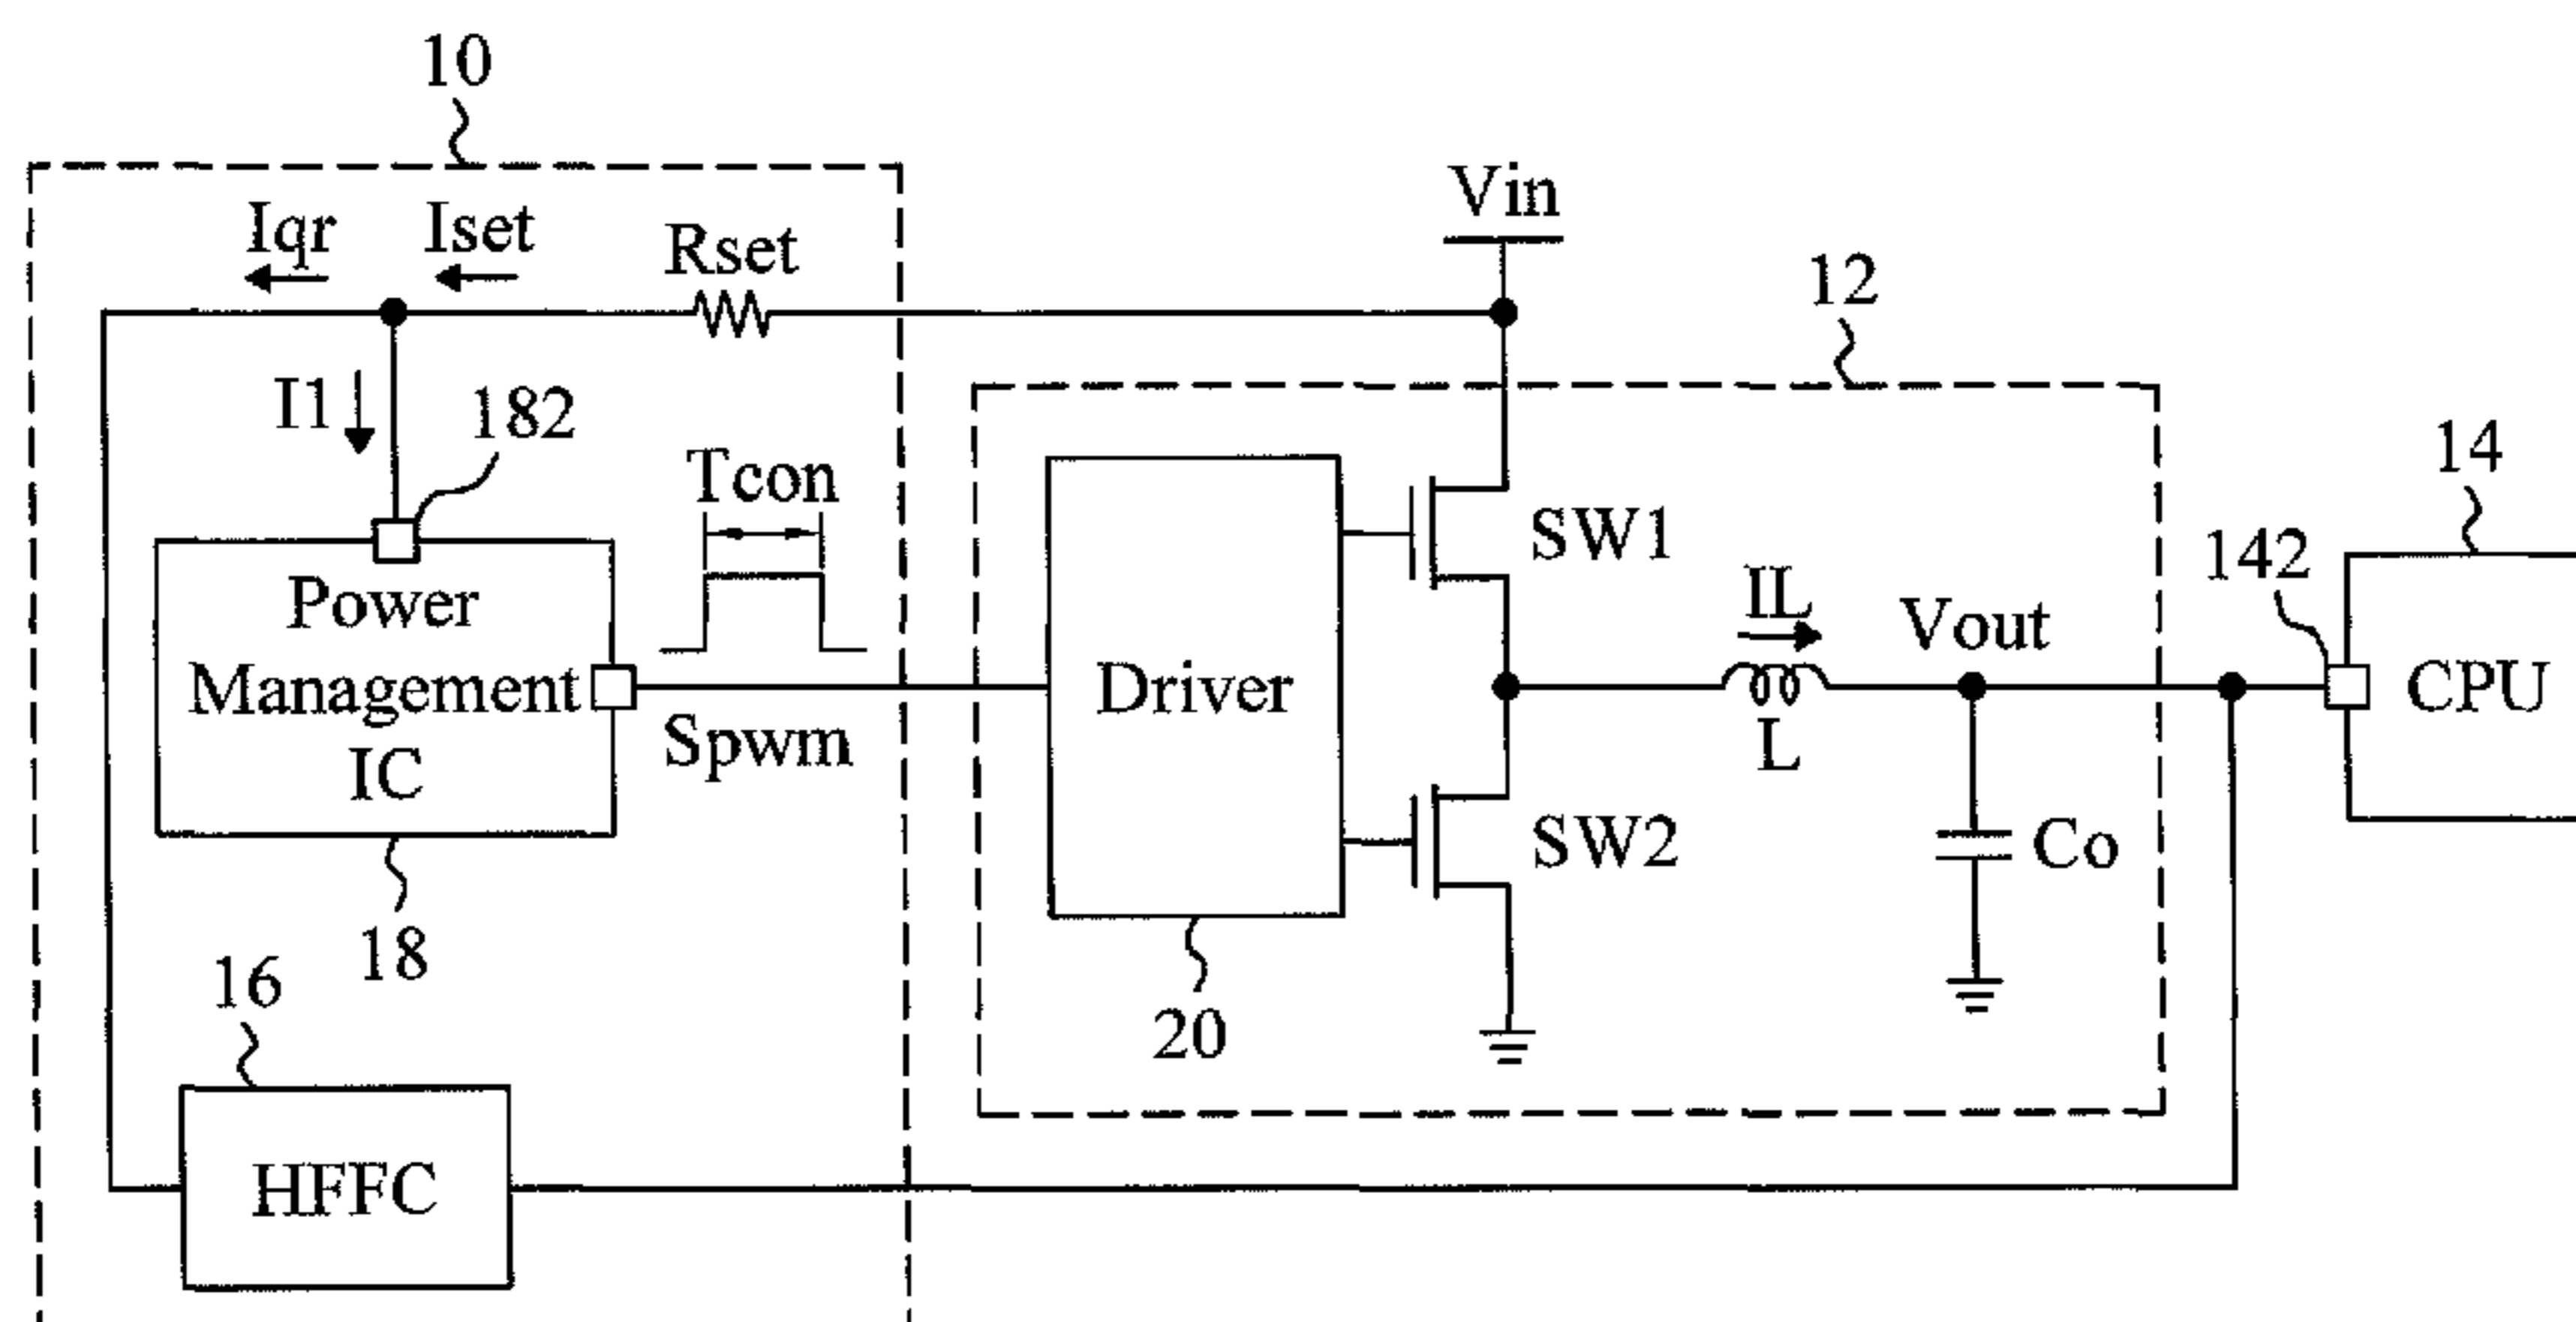 10
Iqr
Iset
Rset
Vin
12
I1
182
Tcon
14
SW1
142
Power
Management
IC
Spwm
Driver
IL
Vout
L
CPU
SW2
Co
18
16
20
HFFC